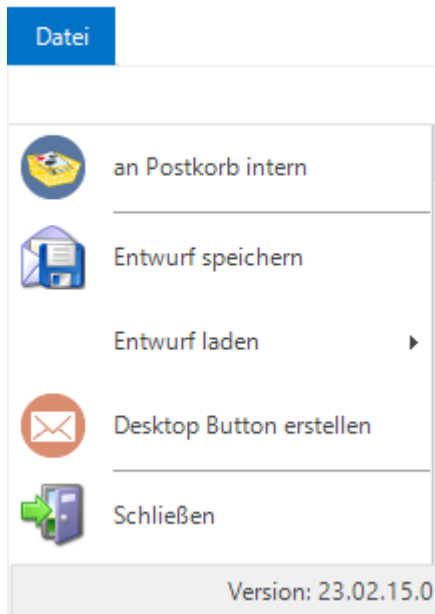 Datei
an Postkorb intern
Entwurf speichern
Entwurf laden
Desktop Button erstellen
Schließen
Version: 23.02.15.0